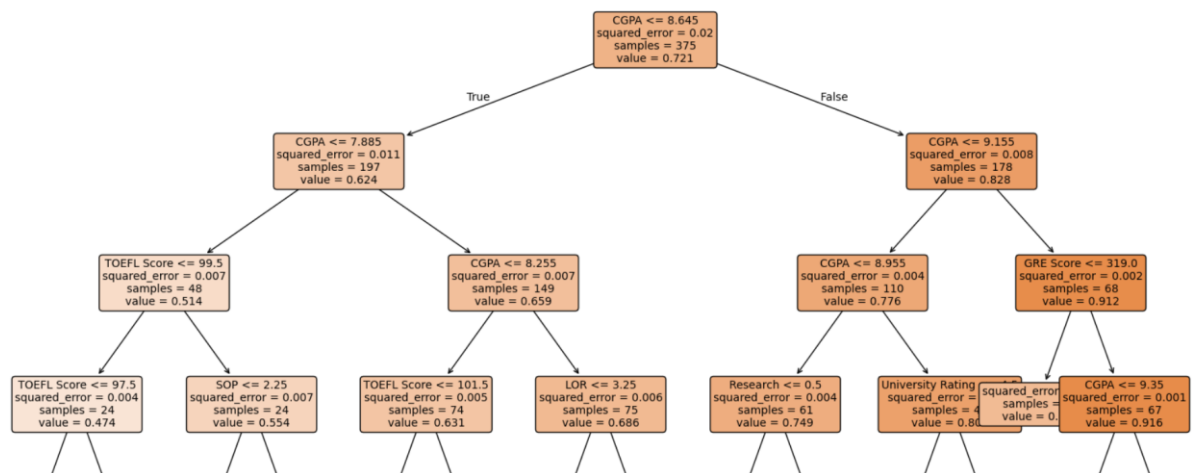 CGPA <= 8.645
squared_error = 0.02
samples = 375
value = 0.721
True
False
CGPA <= 7.885
squared_error = 0.011
samples = 197
value = 0.624
CGPA <= 9.155
squared_error = 0.008
samples = 178
value = 0.828
TOEFL Score <= 99.5
squared_error = 0.007
samples = 48
value = 0.514
CGPA <= 8.255
squared_error = 0.007
samples = 149
value = 0.659
CGPA <= 8.955
squared_error = 0.004
samples = 110
value = 0.776
GRE Score <= 319.0
squared_error = 0.002
samples = 68
value = 0.912
TOEFL Score <= 97.5
squared_error = 0.004
samples = 24
value = 0.474
SOP <= 2.25
squared_error = 0.007
samples = 24
value = 0.554
TOEFL Score <= 101.5
squared_error = 0.005
samples = 74
value = 0.631
LOR <= 3.25
squared_error = 0.006
samples = 75
value = 0.686
Research <= 0.5
squared_error = 0.004
samples = 61
value = 0.749
University Rating
squared_error = 0.002
samples =
value =
squared_error
samples =
value =
CGPA <= 9.35
squared_error = 0.001
samples = 67
value = 0.916